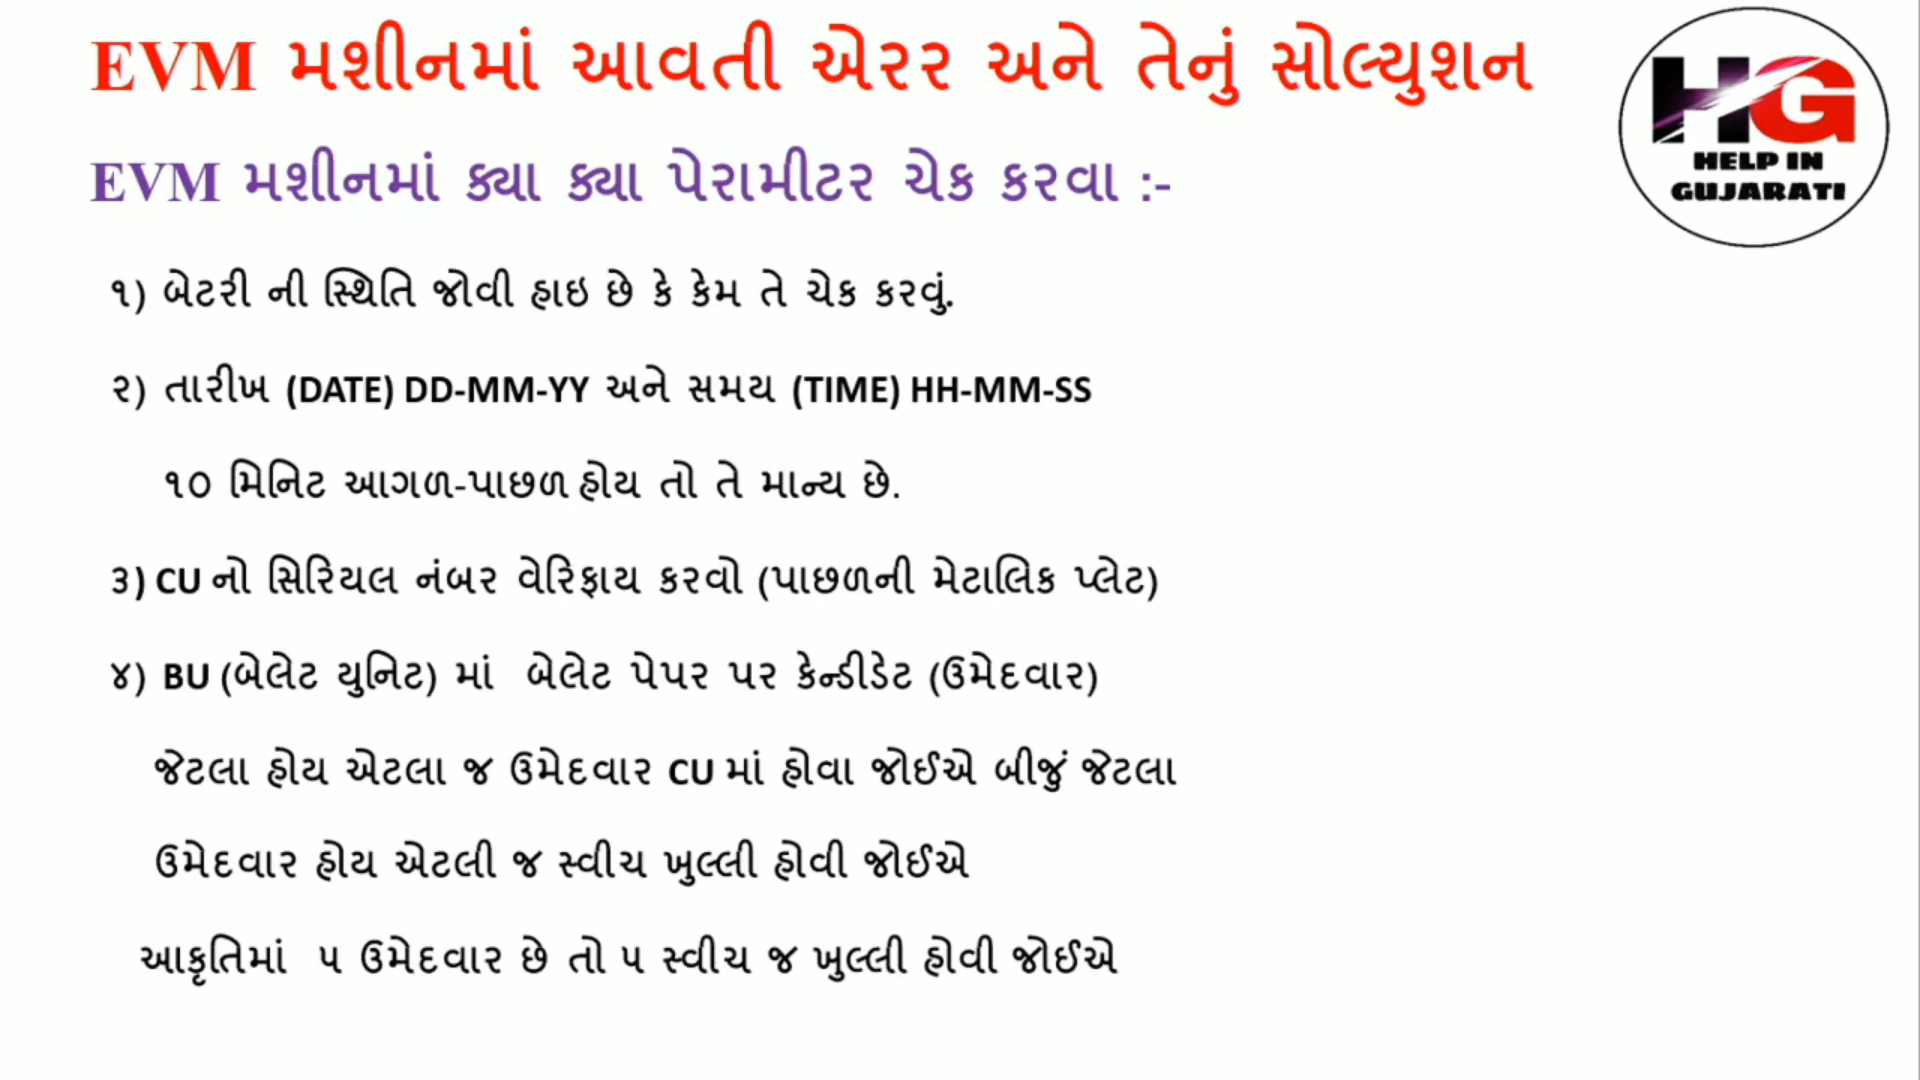 EVM મશીનમાં આવતી એરર અને તેનું સોલ્યુશન
HG
HELP IN
GUJARATI
EVM મશીનમાં ક્યા ક્યા પેરામીટર ચેક કરવા :-
૧) બેટરી ની સ્થિતિ જોવી હાઇ છે કે કેમ તે ચેક કરવું.
૨) તારીખ (DATE) DD-MM-YY અને સમય (TIME) HH-MM-SS
૧૦ મિનિટ આગળ-પાછળ હોય તો તે માન્ય છે.
૩) CU નો સિરિયલ નંબર વેરિફાય કરવો (પાછળની મેટાલિક પ્લેટ)
૪) BU (બેલેટ યુનિટ) માં બેલેટ પેપર પર કેન્ડીડેટ (ઉમેદવાર)
જેટલા હોય એટલા જ ઉમેદવાર CU માં હોવા જોઈએ બીજું જેટલા
ઉમેદવાર હોય એટલી જ સ્વીચ ખુલ્લી હોવી જોઈએ
આકૃતિમાં ૫ ઉમેદવાર છે તો ૫ સ્વીચ જ ખુલ્લી હોવી જોઈએ